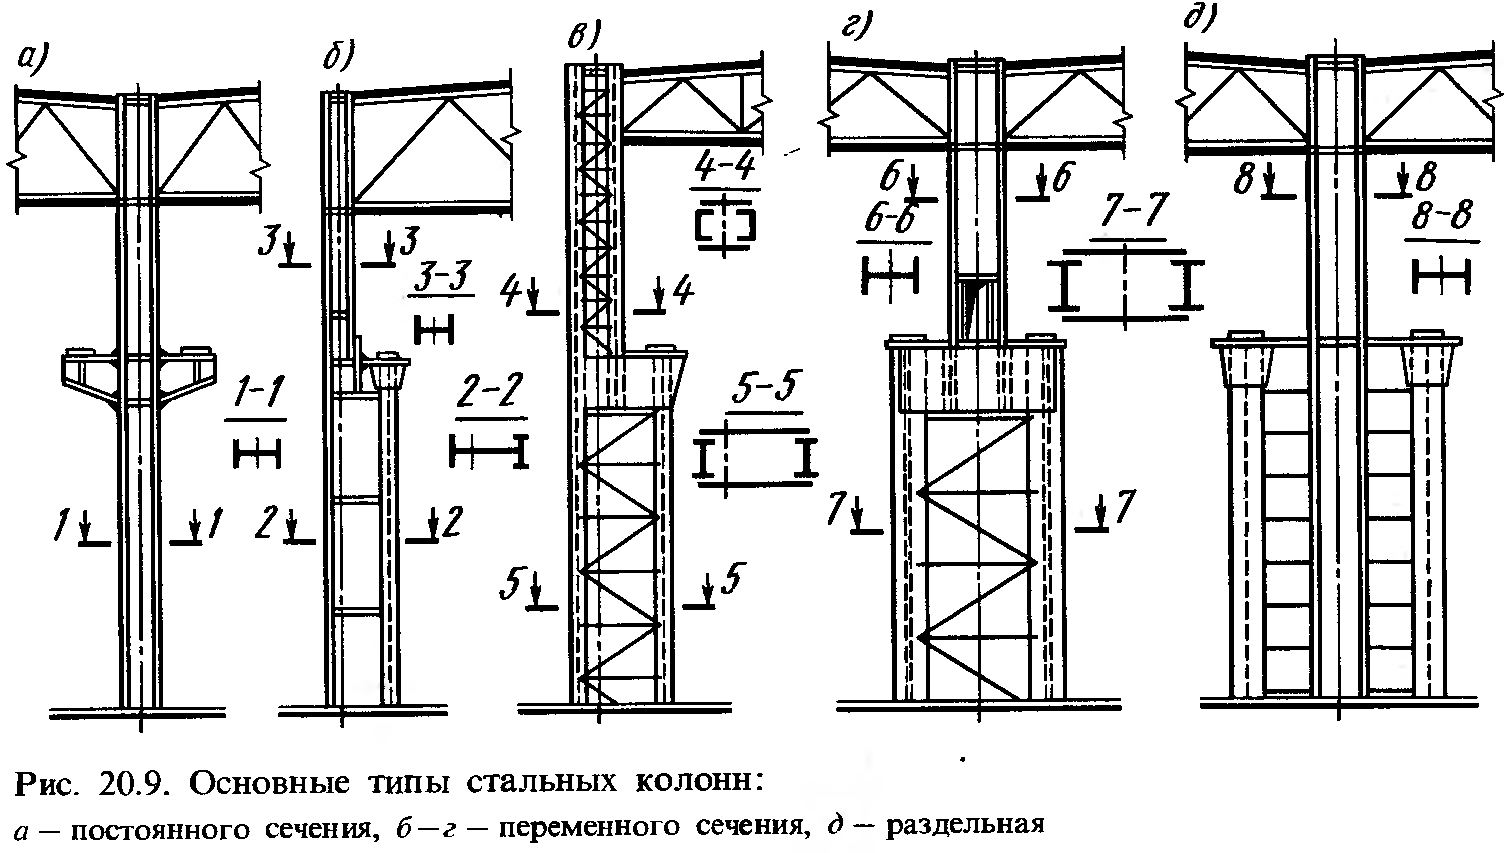 а)
б)
в)
г)
д)
3 3
3-3
1-1
1 1
2-2
2 2
4-4
4 4
5-5
5 5
6 6
6-6
7-7
7 7
8 8
8-8
Рис. 20.9. Основные типы стальных колонн:
а — постоянного сечения, б—г — переменного сечения, д — раздельная